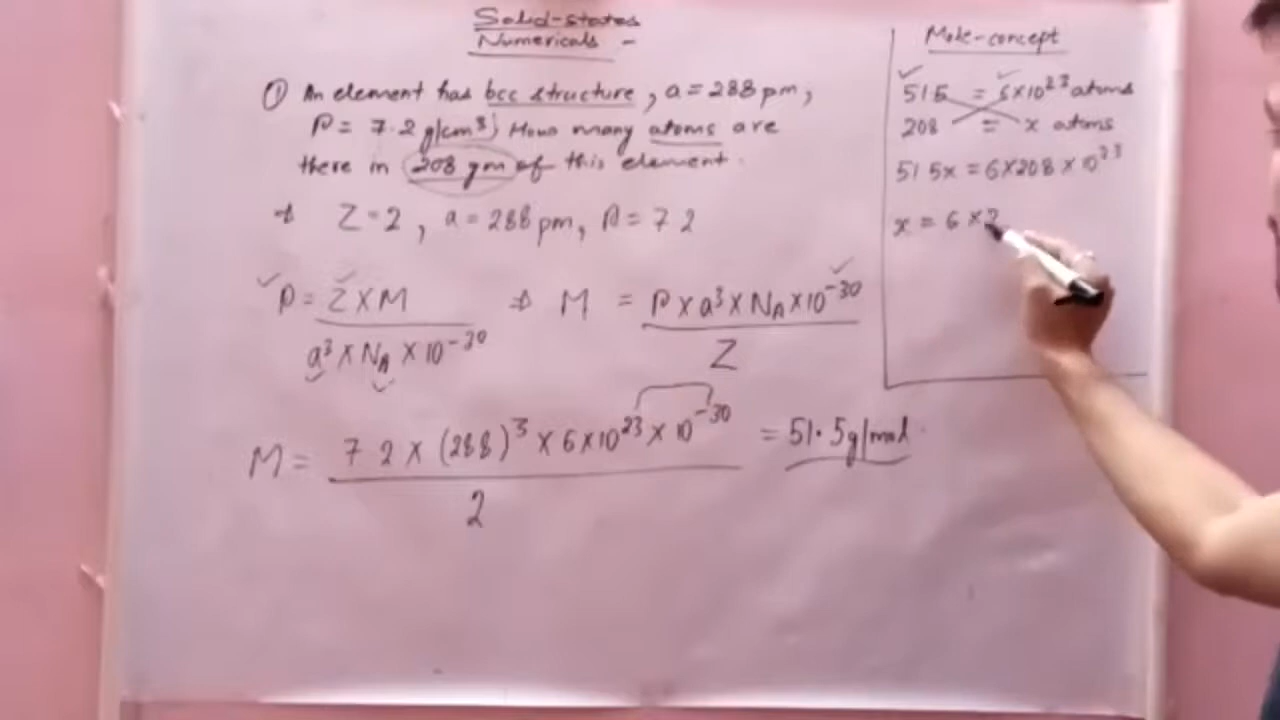 Solid-states
Numericals -
① An element has bcc structure, a = 288 pm,
ρ = 7.2 g/cm³; How many atoms are
there in 208 gm of this element.
⇒ Z = 2, a = 288 pm, ρ = 7 2
ρ = Z × M / a³ × N_A × 10⁻³⁰ ⇒ M = ρ × a³ × N_A × 10⁻³⁰ / Z
M = 7 2 × (288)³ × 6 × 10²³ × 10⁻³⁰ / 2 = 51.5 g/mol
Mole-concept
51 5 = 6 × 10²³ atoms
208 = x atoms
51 5x = 6 × 208 × 10²³
x = 6 × 2